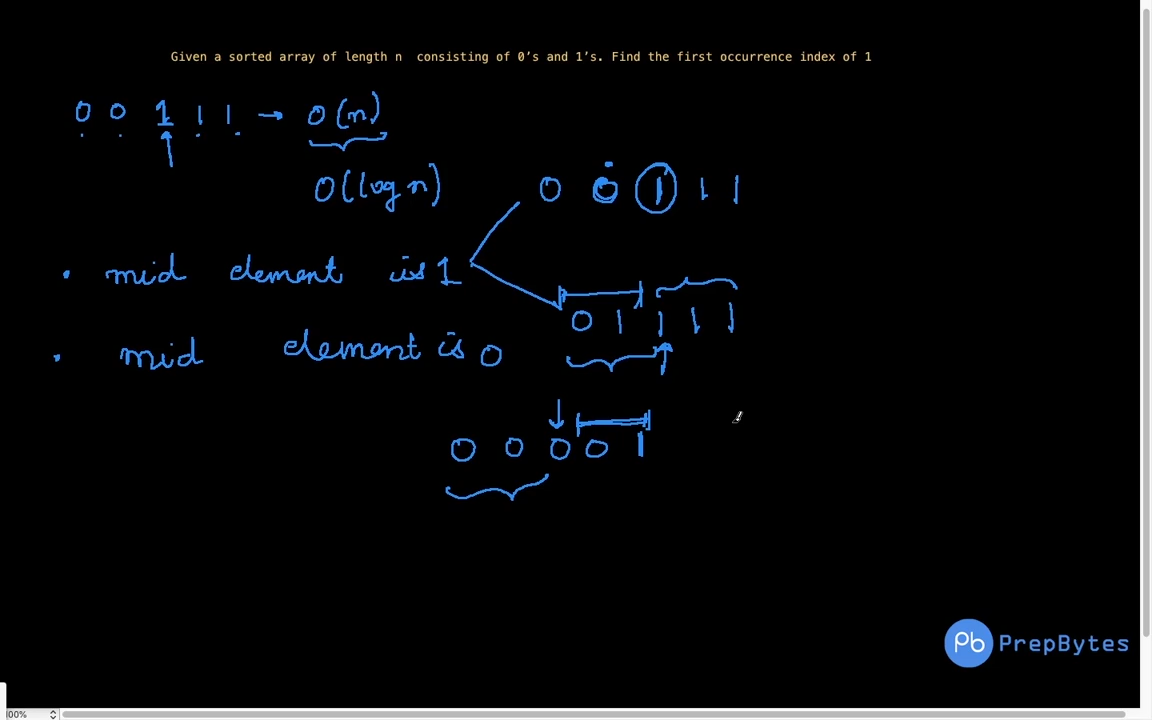 Given a sorted array of length n consisting of 0's and 1's. Find the first occurrence index of 1
0 0 1 1 1 → O(n)
O(log n)
0 0 1 1 1
• mid element is 1
0 1 1 1 1
• mid element is 0
0 0 0 0 1
Pb PrepBytes
00%